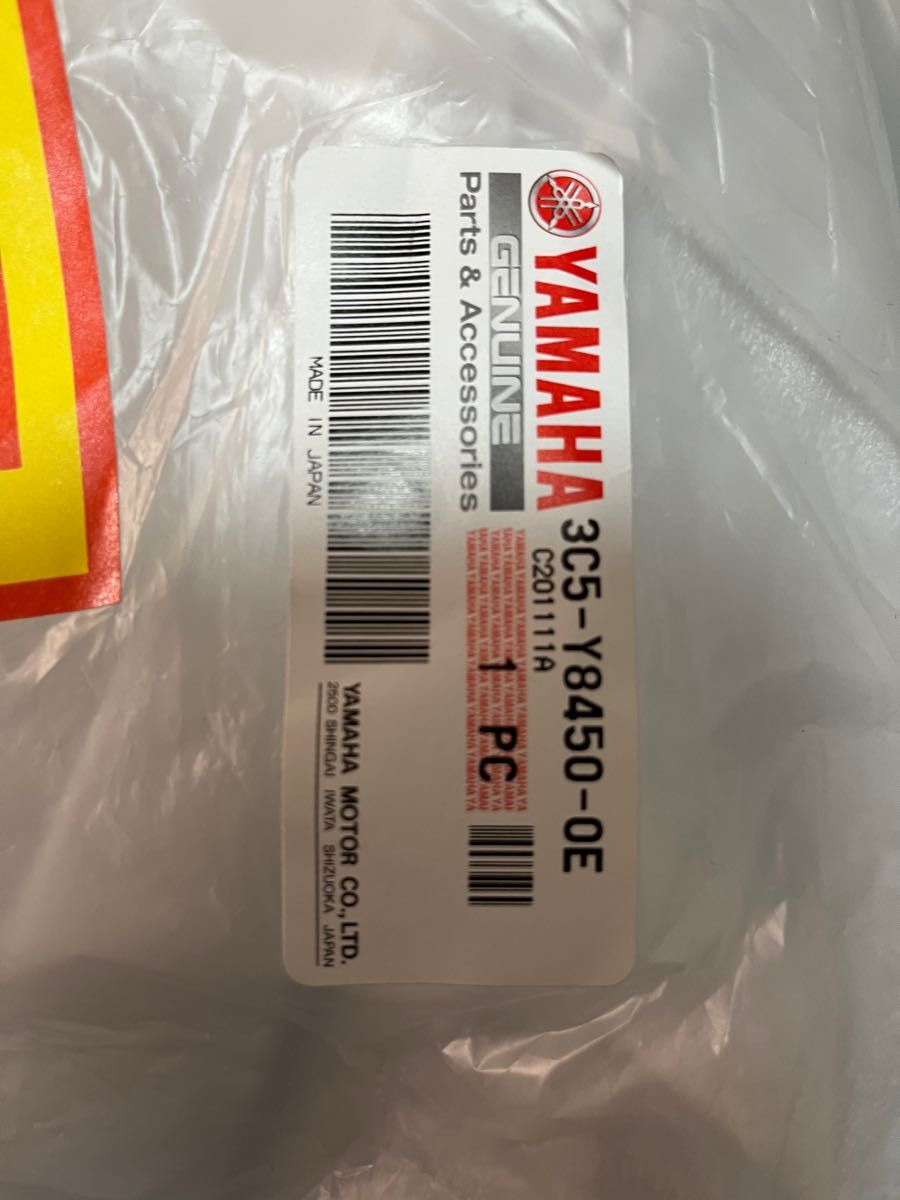 YAMAHA
GENUINE
Parts & Accessories
3C5-Y8450-0E
C201111A
1 PC
MADE IN JAPAN
YAMAHA MOTOR CO., LTD.
2500 SHINGAI IWATA SHIZUOKA JAPAN